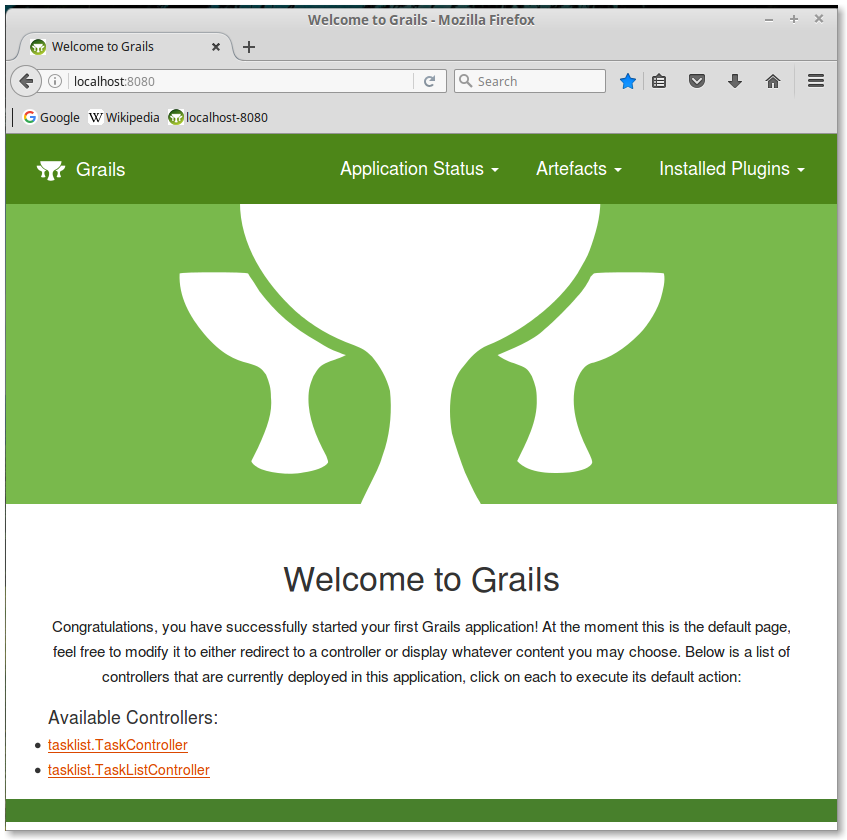 Welcome to Grails - Mozilla Firefox
Welcome to Grails
localhost:8080
Search
Google Wikipedia localhost-8080
Grails Application Status Artefacts Installed Plugins
Welcome to Grails
Congratulations, you have successfully started your first Grails application! At the moment this is the default page,
feel free to modify it to either redirect to a controller or display whatever content you may choose. Below is a list of
controllers that are currently deployed in this application, click on each to execute its default action:
Available Controllers:
tasklist.TaskController
tasklist.TaskListController